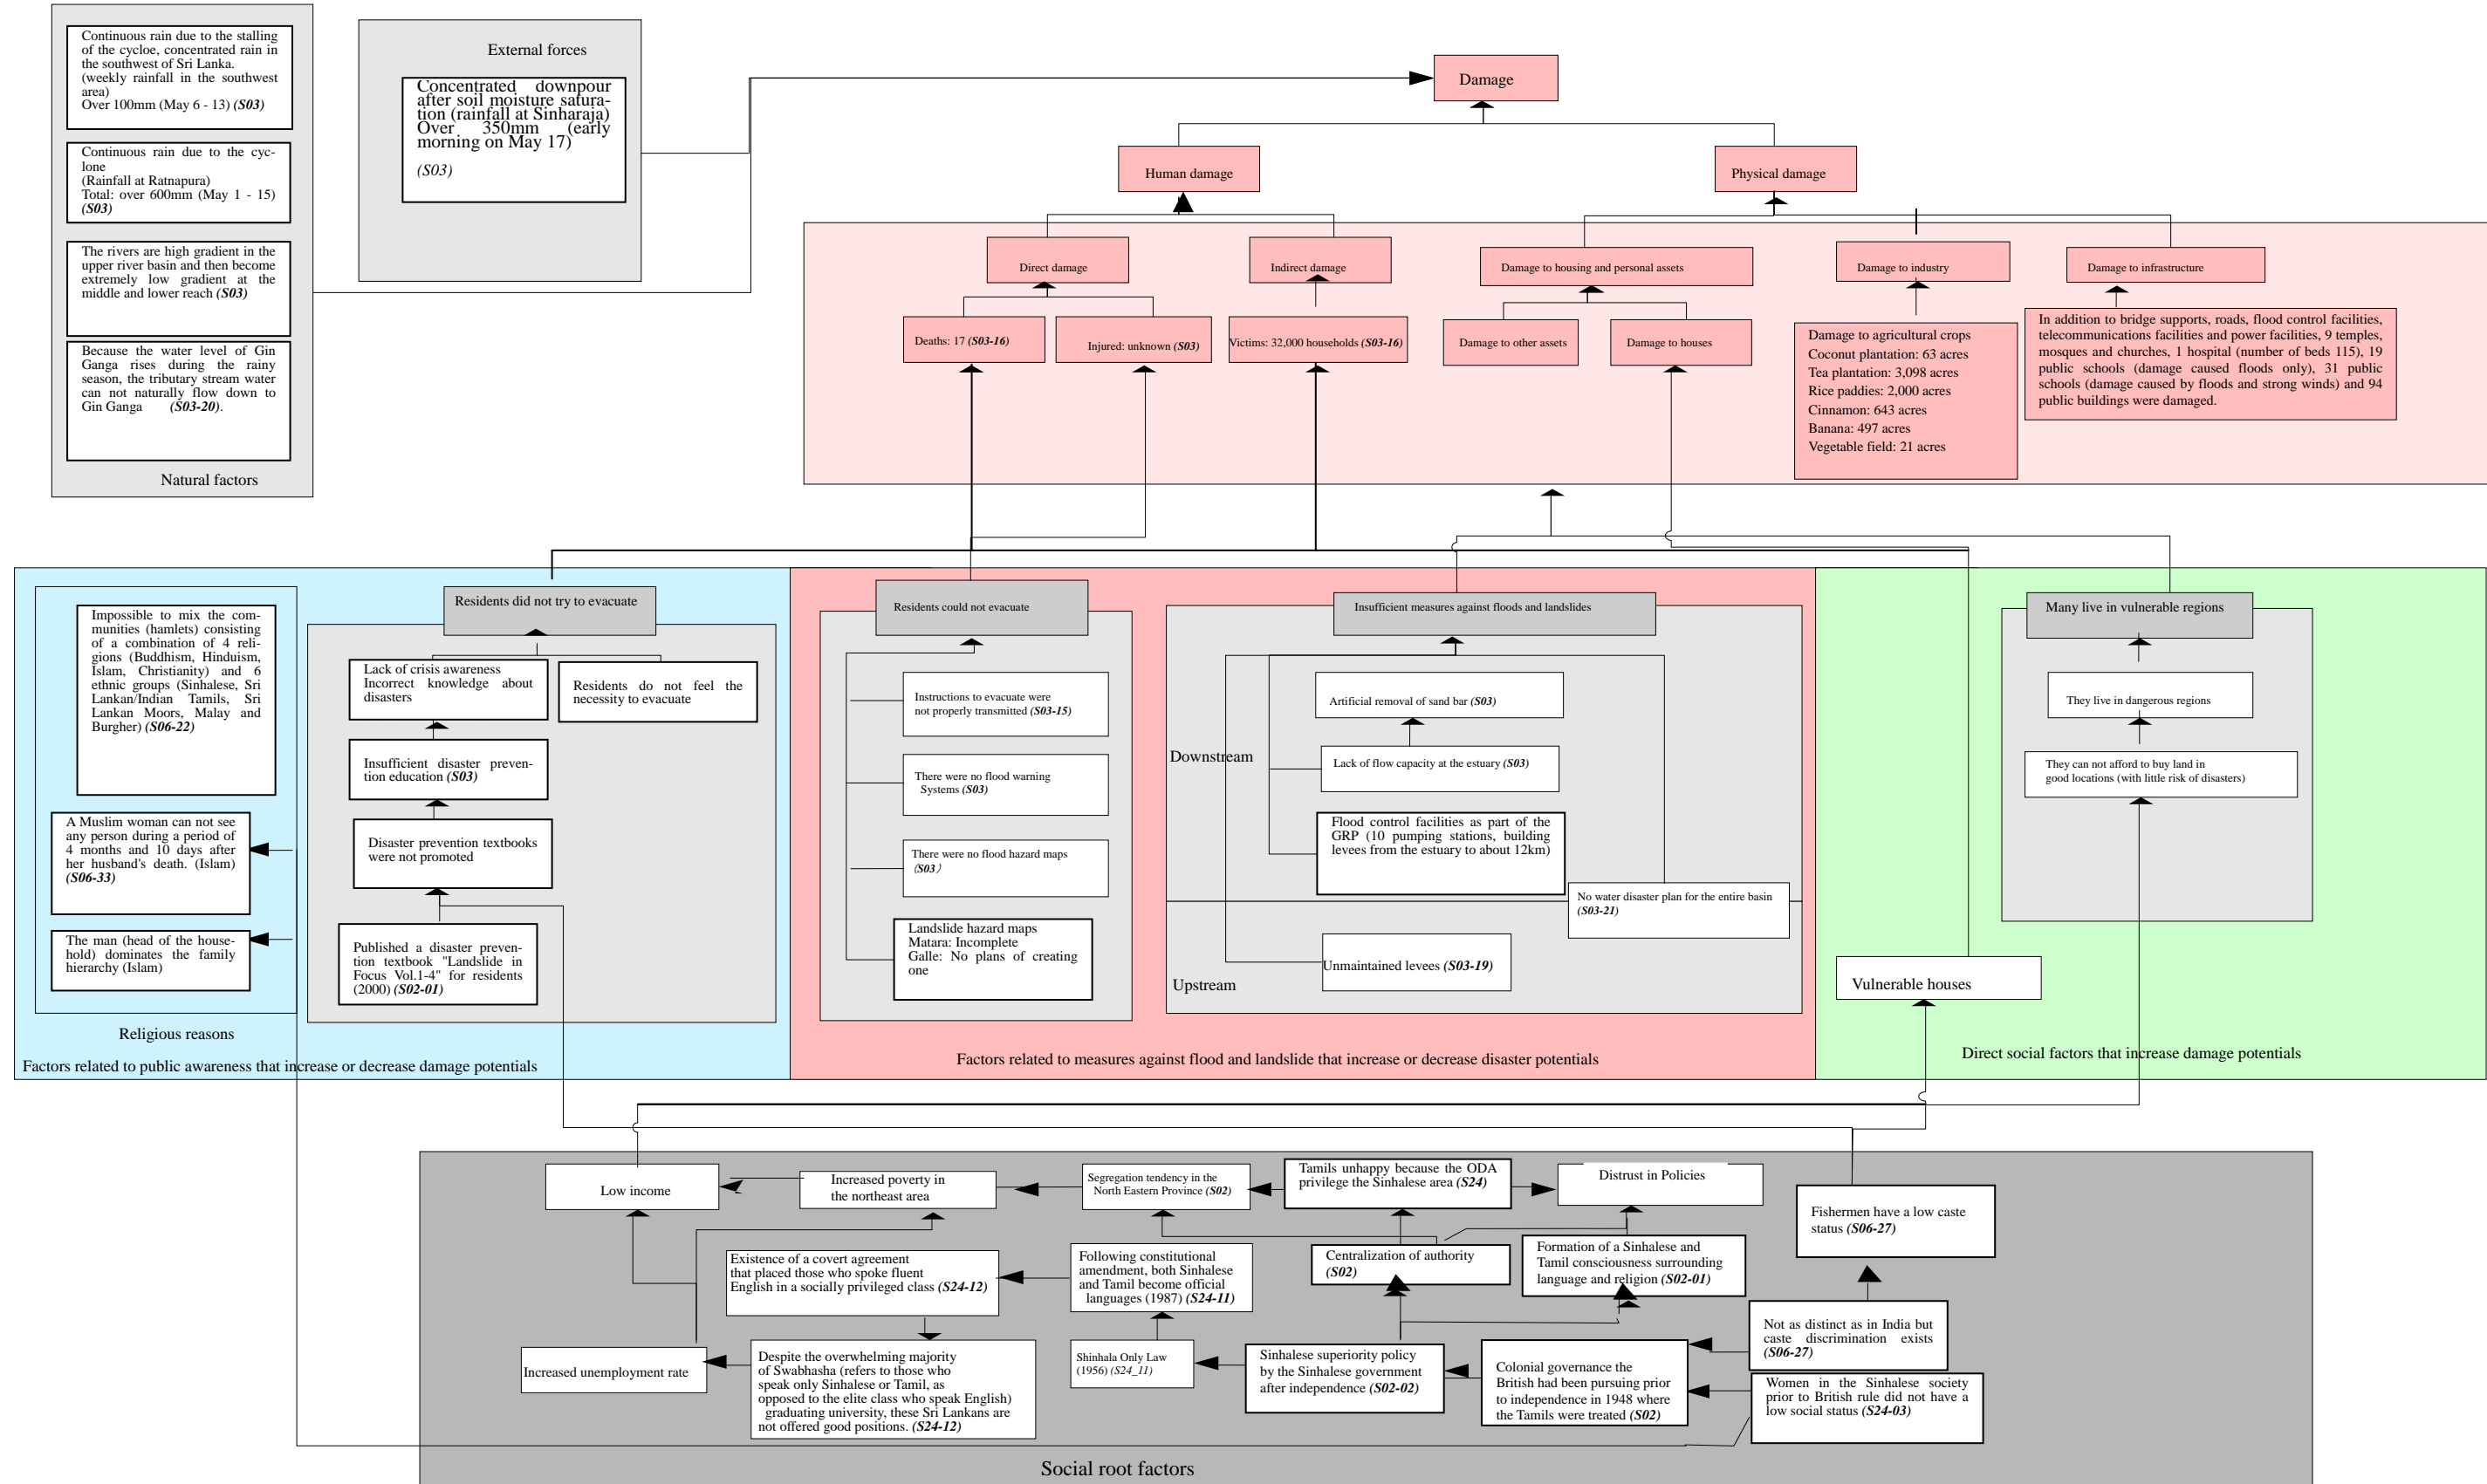 Continuous rain due to the stalling
of the cycloe, concentrated rain in
the southwest of Sri Lanka.
(weekly rainfall in the southwest
area)
Over 100mm (May 6 - 13) (S03)
Continuous rain due to the cyc-
lone
(Rainfall at Ratnapura)
Total: over 600mm (May 1 - 15)
(S03)
The rivers are high gradient in the
upper river basin and then become
extremely low gradient at the
middle and lower reach (S03)
Because the water level of Gin
Ganga rises during the rainy
season, the tributary stream water
can not naturally flow down to
Gin Ganga (S03-20).
Natural factors
External forces
Concentrated downpour
after soil moisture satura-
tion (rainfall at Sinharaja)
Over 350mm (early
morning on May 17)
(S03)
Damage
Human damage
Physical damage
Direct damage
Indirect damage
Damage to housing and personal assets
Damage to industry
Damage to infrastructure
Deaths: 17 (S03-16)
Injured: unknown (S03)
Victims: 32,000 households (S03-16)
Damage to other assets
Damage to houses
Damage to agricultural crops
Coconut plantation: 63 acres
Tea plantation: 3,098 acres
Rice paddies: 2,000 acres
Cinnamon: 643 acres
Banana: 497 acres
Vegetable field: 21 acres
In addition to bridge supports, roads, flood control facilities,
telecommunications facilities and power facilities, 9 temples,
mosques and churches, 1 hospital (number of beds 115), 19
public schools (damage caused floods only), 31 public
schools (damage caused by floods and strong winds) and 94
public buildings were damaged.
Impossible to mix the com-
munities (hamlets) consisting
of a combination of 4 reli-
gions (Buddhism, Hinduism,
Islam, Christianity) and 6
ethnic groups (Sinhalese, Sri
Lankan/Indian Tamils, Sri
Lankan Moors, Malay and
Burgher) (S06-22)
A Muslim woman can not see
any person during a period of
4 months and 10 days after
her husband's death. (Islam)
(S06-33)
The man (head of the house-
hold) dominates the family
hierarchy (Islam)
Religious reasons
Residents did not try to evacuate
Lack of crisis awareness
Incorrect knowledge about
disasters
Residents do not feel the
necessity to evacuate
Insufficient disaster preven-
tion education (S03)
Disaster prevention textbooks
were not promoted
Published a disaster preven-
tion textbook "Landslide in
Focus Vol.1-4" for residents
(2000) (S02-01)
Factors related to public awareness that increase or decrease damage potentials
Residents could not evacuate
Instructions to evacuate were
not properly transmitted (S03-15)
There were no flood warning
Systems (S03)
There were no flood hazard maps
(S03)
Landslide hazard maps
Matara: Incomplete
Galle: No plans of creating
one
Insufficient measures against floods and landslides
Artificial removal of sand bar (S03)
Downstream
Lack of flow capacity at the estuary (S03)
Flood control facilities as part of the
GRP (10 pumping stations, building
levees from the estuary to about 12km)
No water disaster plan for the entire basin
(S03-21)
Unmaintained levees (S03-19)
Upstream
Factors related to measures against flood and landslide that increase or decrease disaster potentials
Many live in vulnerable regions
They live in dangerous regions
They can not afford to buy land in
good locations (with little risk of disasters)
Vulnerable houses
Direct social factors that increase damage potentials
Low income
Increased poverty in
the northeast area
Segregation tendency in the
North Eastern Province (S02)
Tamils unhappy because the ODA
privilege the Sinhalese area (S24)
Distrust in Policies
Fishermen have a low caste
status (S06-27)
Existence of a covert agreement
that placed those who spoke fluent
English in a socially privileged class (S24-12)
Following constitutional
amendment, both Sinhalese
and Tamil become official
languages (1987) (S24-11)
Centralization of authority
(S02)
Formation of a Sinhalese and
Tamil consciousness surrounding
language and religion (S02-01)
Not as distinct as in India but
caste discrimination exists
(S06-27)
Increased unemployment rate
Despite the overwhelming majority
of Swabhasha (refers to those who
speak only Sinhalese or Tamil, as
opposed to the elite class who speak English)
graduating university, these Sri Lankans are
not offered good positions. (S24-12)
Shinhala Only Law
(1956) (S24_11)
Sinhalese superiority policy
by the Sinhalese government
after independence (S02-02)
Colonial governance the
British had been pursuing prior
to independence in 1948 where
the Tamils were treated (S02)
Women in the Sinhalese society
prior to British rule did not have a
low social status (S24-03)
Social root factors